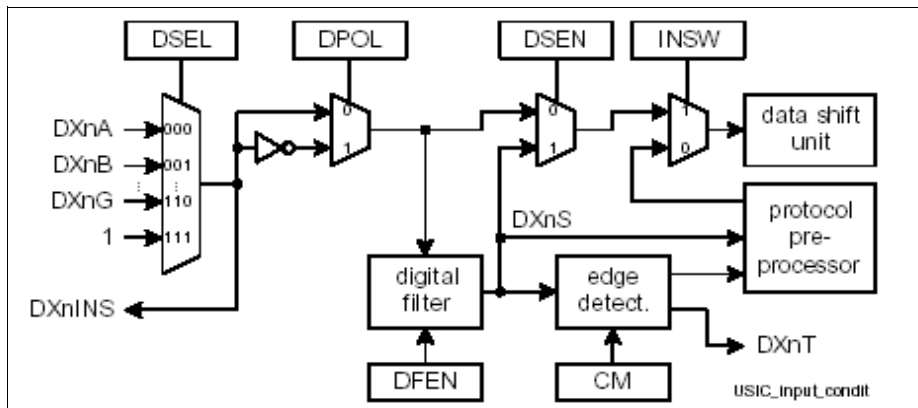 DSEL
DPOL
DSEN
INSW
DXnA
000
DXnB
001
DXnG
110
1
111
0
1
0
1
1
0
data shift
unit
DXnS
protocol
pre-
processor
digital
filter
edge
detect.
DXnINS
DXnT
DFEN
CM
USIC_input_condit